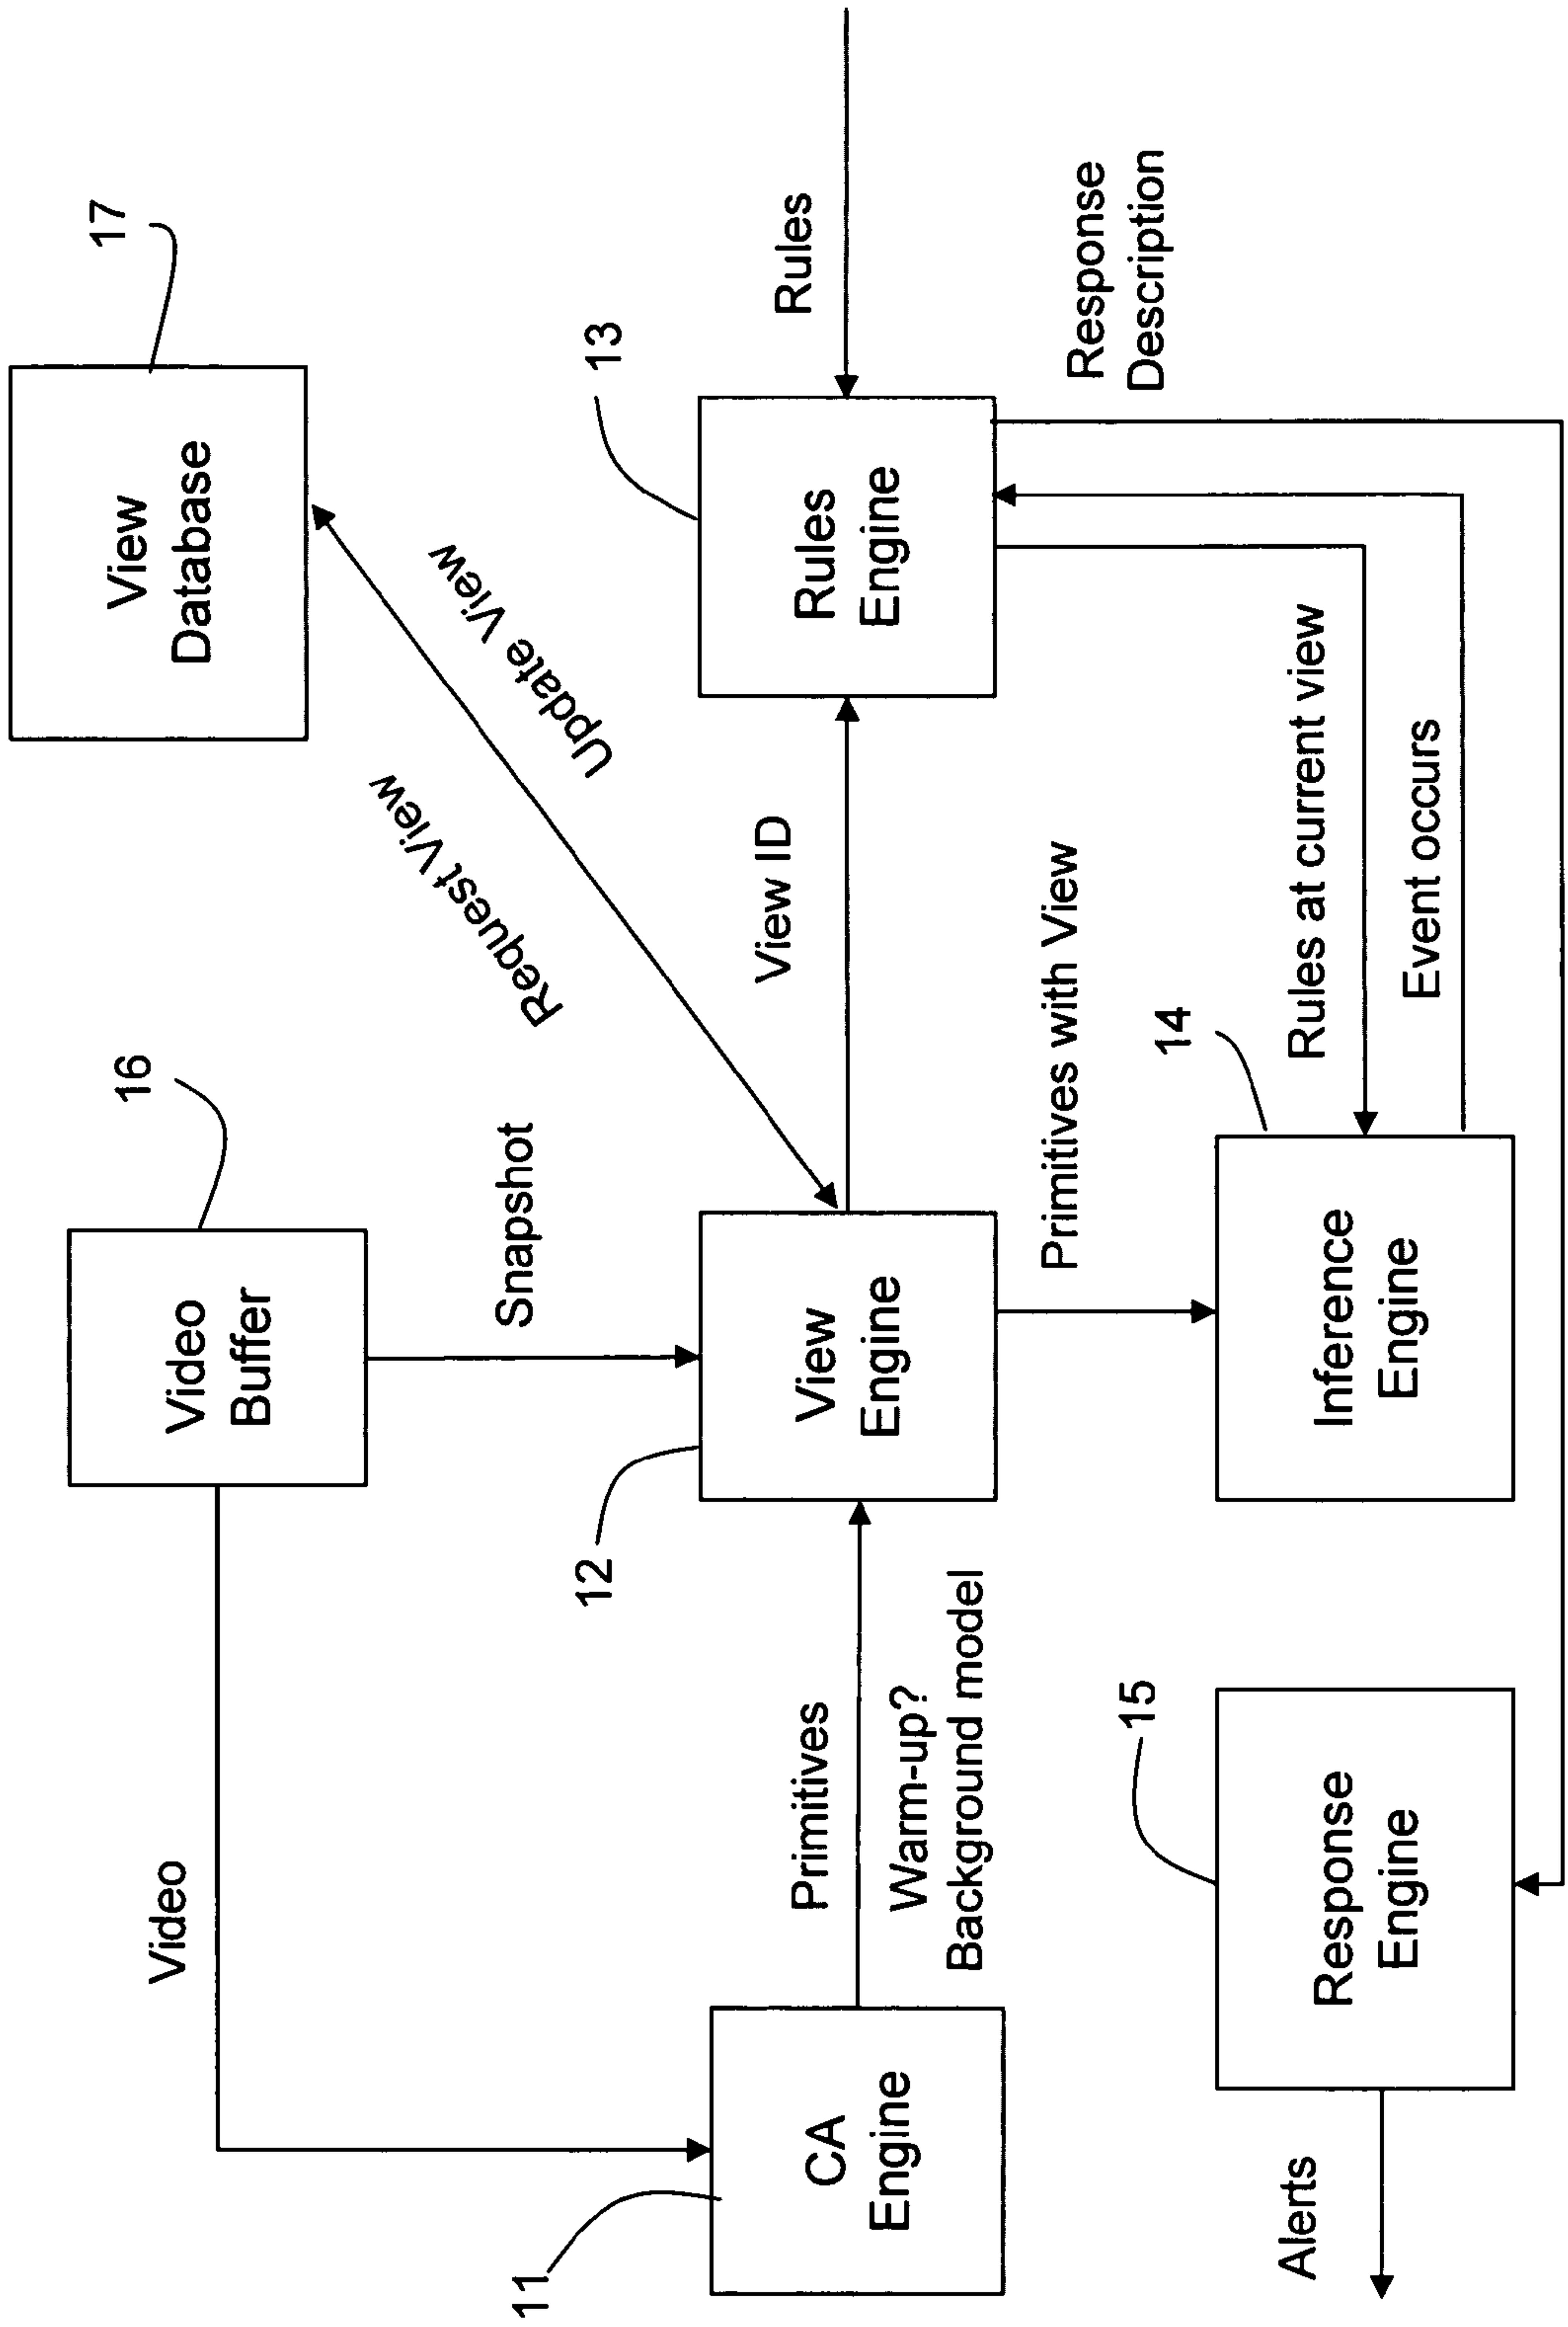 17
View
Database
16
Video
Buffer
Video
Snapshot
Request View
Update View
13
Rules
Rules
Engine
View ID
12
View
Engine
Primitives
Warm-up?
Background model
11
CA
Engine
Response
Description
Primitives with View
14
Inference
Engine
Rules at current view
Event occurs
15
Response
Engine
Alerts